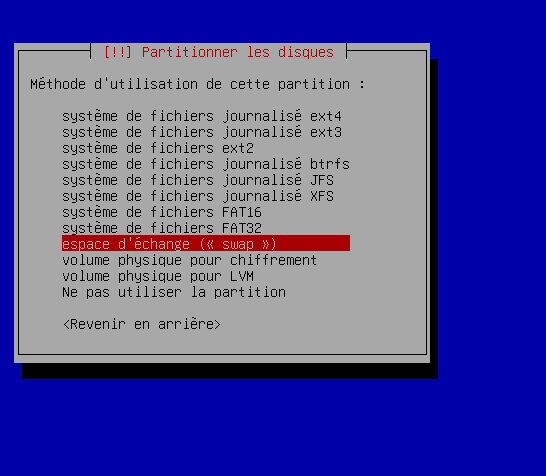 [!!] Partitionner les disques
Méthode d'utilisation de cette partition :
système de fichiers journalisé ext4
système de fichiers journalisé ext3
système de fichiers ext2
système de fichiers journalisé btrfs
système de fichiers journalisé JFS
système de fichiers journalisé XFS
système de fichiers FAT16
système de fichiers FAT32
espace d'échange (« swap »)
volume physique pour chiffrement
volume physique pour LVM
Ne pas utiliser la partition
<Revenir en arrière>